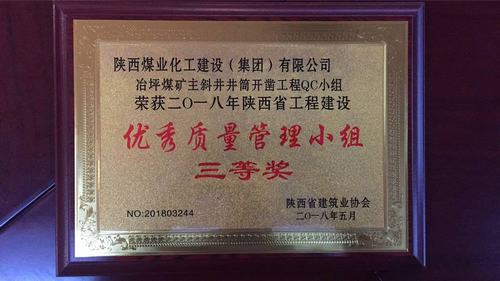 陕西煤业化工建设（集团）有限公司
冶坪煤矿主斜井井筒开凿工程QC小组
荣获二〇一八年陕西省工程建设
优秀质量管理小组
三等奖
NO:201803244
陕西省建筑业协会
二〇一八年五月